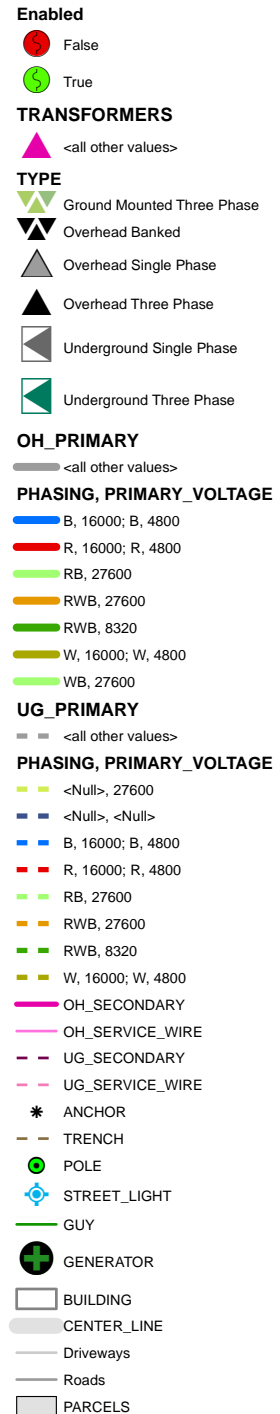 Enabled
False
True
TRANSFORMERS
<all other values>
TYPE
Ground Mounted Three Phase
Overhead Banked
Overhead Single Phase
Overhead Three Phase
Underground Single Phase
Underground Three Phase
OH_PRIMARY
<all other values>
PHASING, PRIMARY_VOLTAGE
B, 16000; B, 4800
R, 16000; R, 4800
RB, 27600
RWB, 27600
RWB, 8320
W, 16000; W, 4800
WB, 27600
UG_PRIMARY
<all other values>
PHASING, PRIMARY_VOLTAGE
<Null>, 27600
<Null>, <Null>
B, 16000; B, 4800
R, 16000; R, 4800
RB, 27600
RWB, 27600
RWB, 8320
W, 16000; W, 4800
OH_SECONDARY
OH_SERVICE_WIRE
UG_SECONDARY
UG_SERVICE_WIRE
ANCHOR
TRENCH
POLE
STREET_LIGHT
GUY
GENERATOR
BUILDING
CENTER_LINE
Driveways
Roads
PARCELS